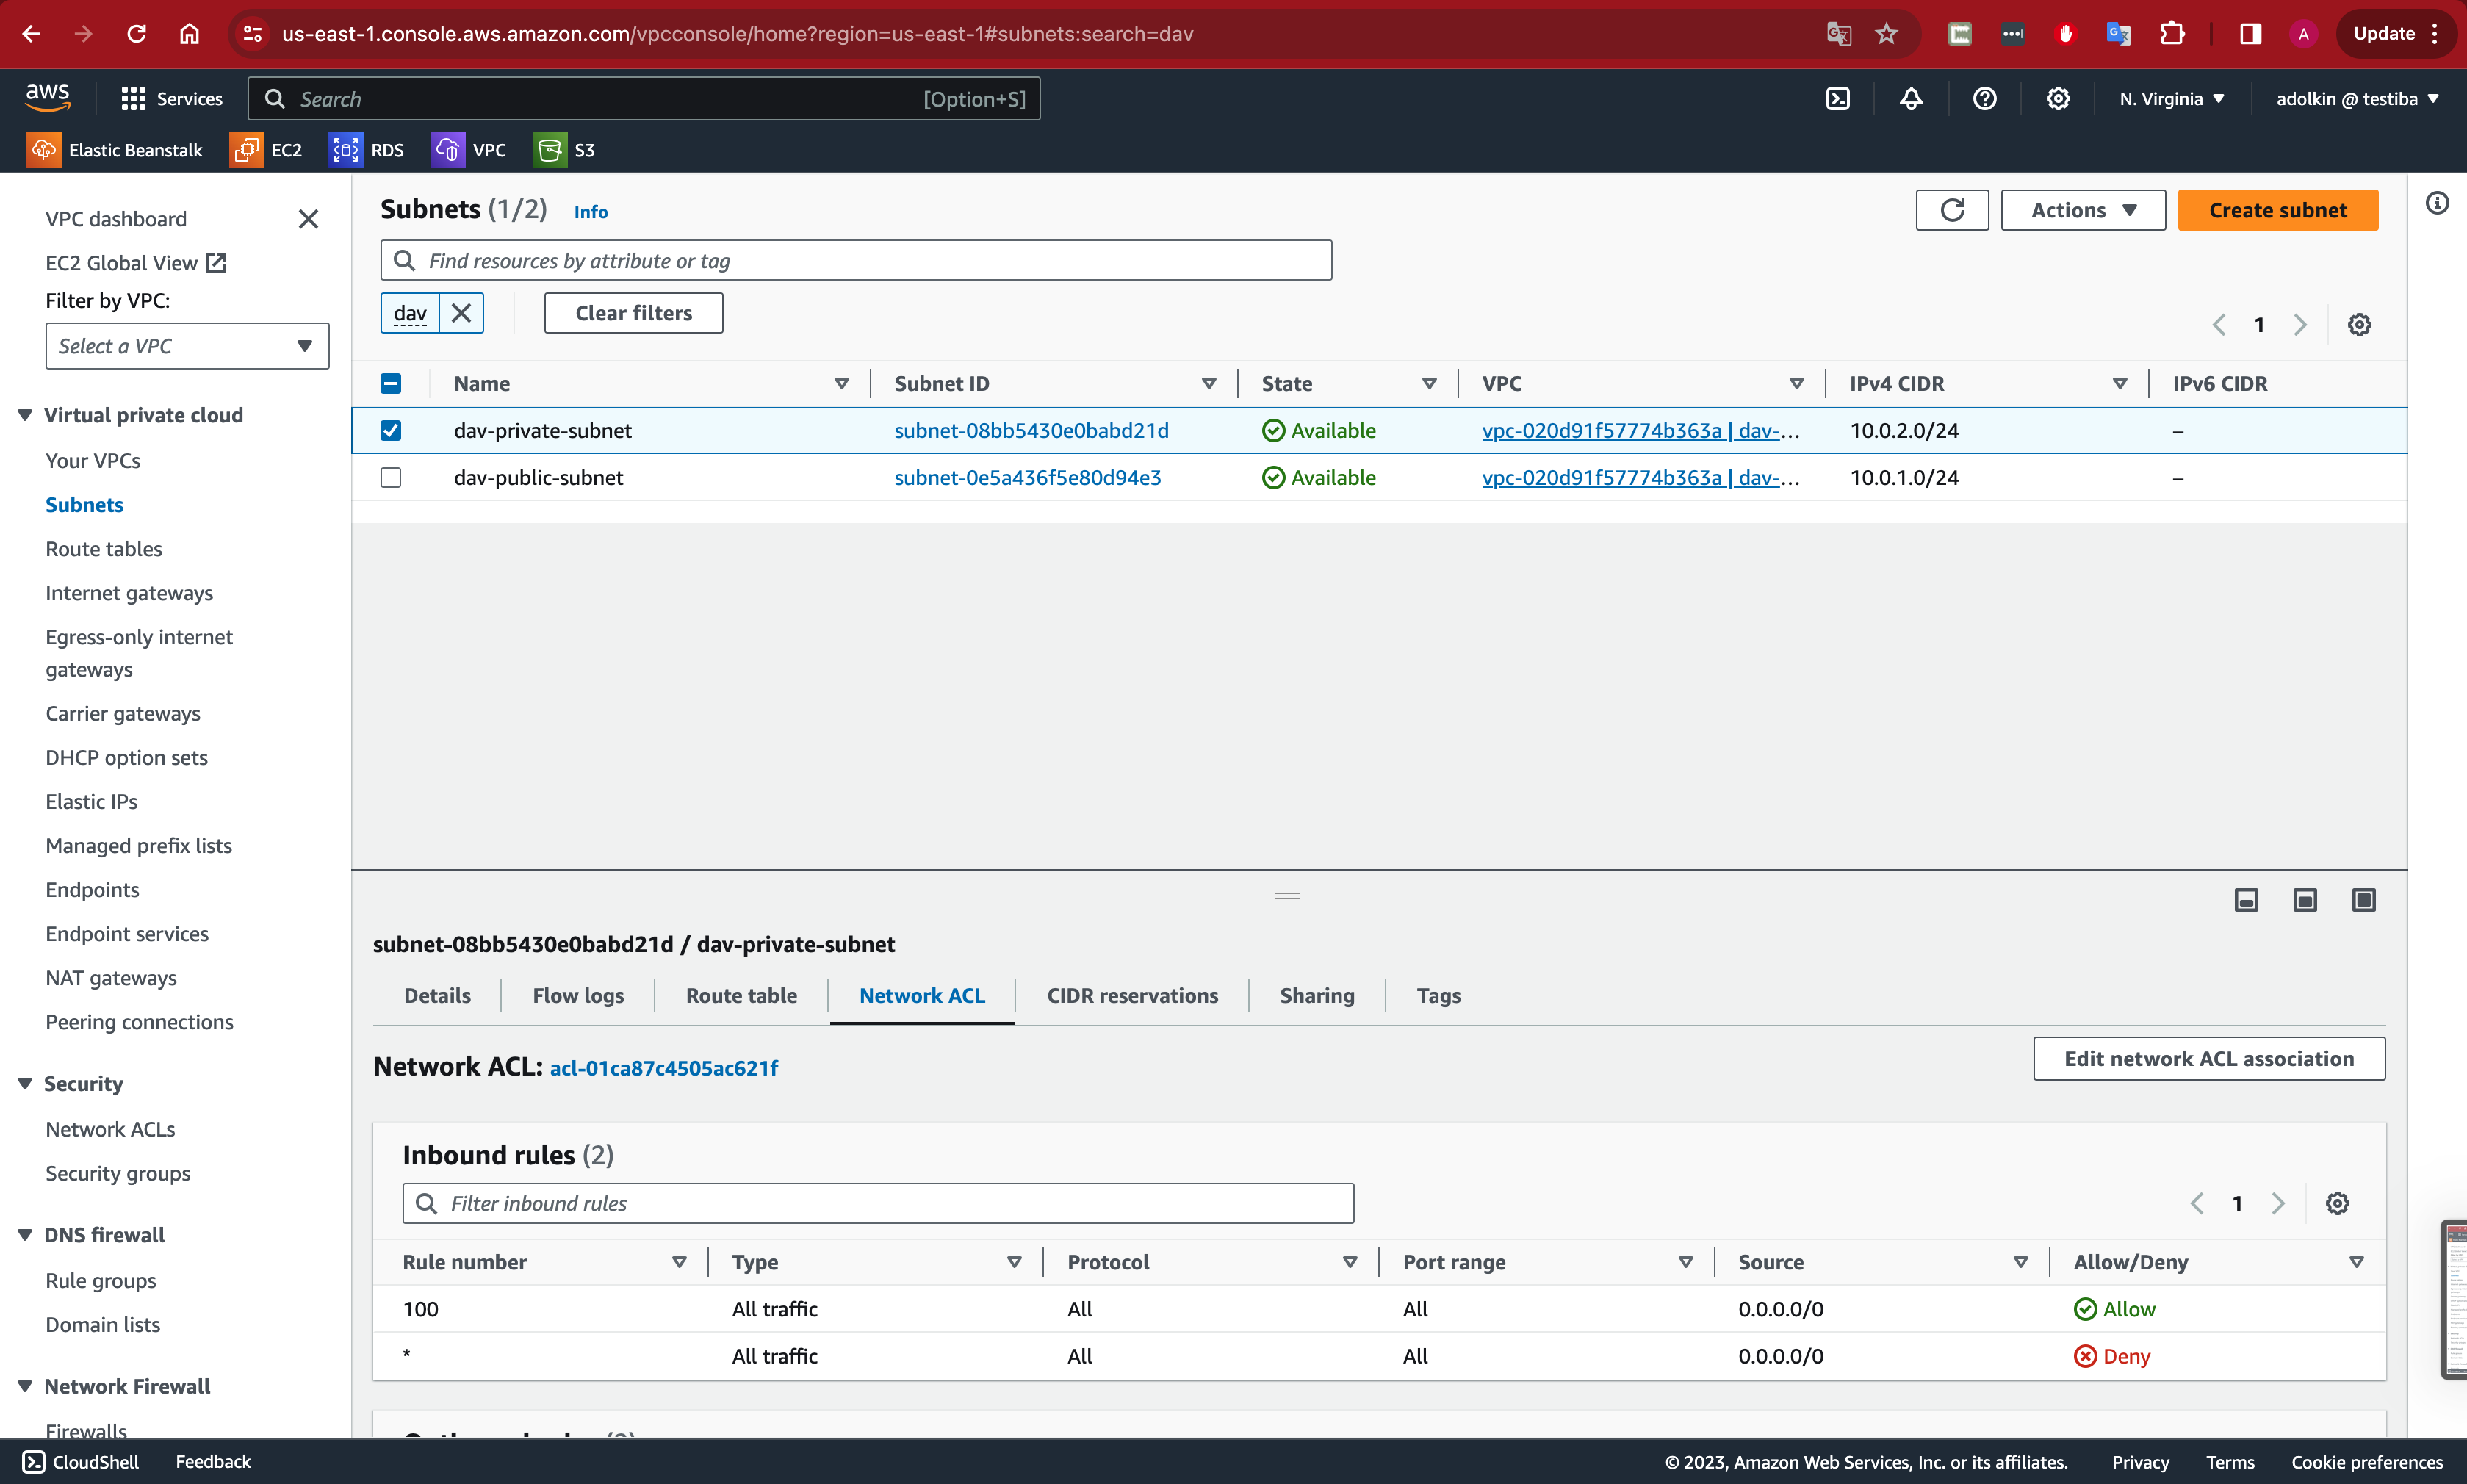 us-east-1.console.aws.amazon.com/vpcconsole/home?region=us-east-1#subnets:search=dav
A
Update
aws
Services
Search
[Option+S]
N. Virginia
adolkin @ testiba
Elastic Beanstalk
EC2
RDS
VPC
S3
VPC dashboard
EC2 Global View
Filter by VPC:
Select a VPC
Virtual private cloud
Your VPCs
Subnets
Route tables
Internet gateways
Egress-only internet
gateways
Carrier gateways
DHCP option sets
Elastic IPs
Managed prefix lists
Endpoints
Endpoint services
NAT gateways
Peering connections
Security
Network ACLs
Security groups
DNS firewall
Rule groups
Domain lists
Network Firewall
Firewalls
Subnets (1/2) Info
Actions
Create subnet
Find resources by attribute or tag
dav
Clear filters
1
Name Subnet ID State VPC IPv4 CIDR IPv6 CIDR
dav-private-subnet subnet-08bb5430e0babd21d Available vpc-020d91f57774b363a | dav-... 10.0.2.0/24 –
dav-public-subnet subnet-0e5a436f5e80d94e3 Available vpc-020d91f57774b363a | dav-... 10.0.1.0/24 –
subnet-08bb5430e0babd21d / dav-private-subnet
Details Flow logs Route table Network ACL CIDR reservations Sharing Tags
Network ACL: acl-01ca87c4505ac621f
Edit network ACL association
Inbound rules (2)
Filter inbound rules
1
Rule number Type Protocol Port range Source Allow/Deny
100 All traffic All All 0.0.0.0/0 Allow
* All traffic All All 0.0.0.0/0 Deny
CloudShell
Feedback
© 2023, Amazon Web Services, Inc. or its affiliates.
Privacy
Terms
Cookie preferences